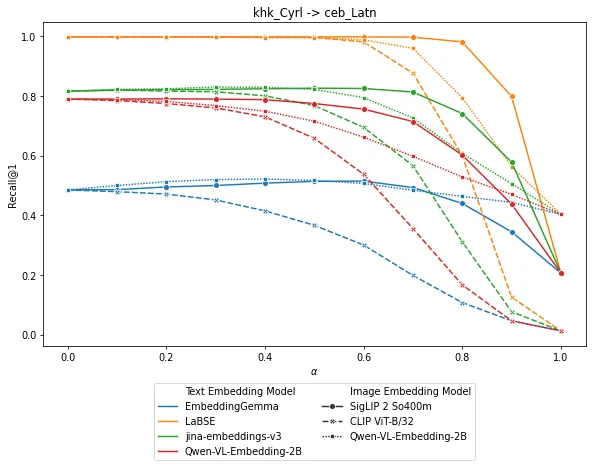 khk_Cyrl -> ceb_Latn
Recall@1
1.0
0.8
0.6
0.4
0.2
0.0
0.0 0.2 0.4 0.6 0.8 1.0
α
Text Embedding Model
EmbeddingGemma
LaBSE
jina-embeddings-v3
Qwen-VL-Embedding-2B
Image Embedding Model
SigLIP 2 So400m
CLIP ViT-B/32
Qwen-VL-Embedding-2B